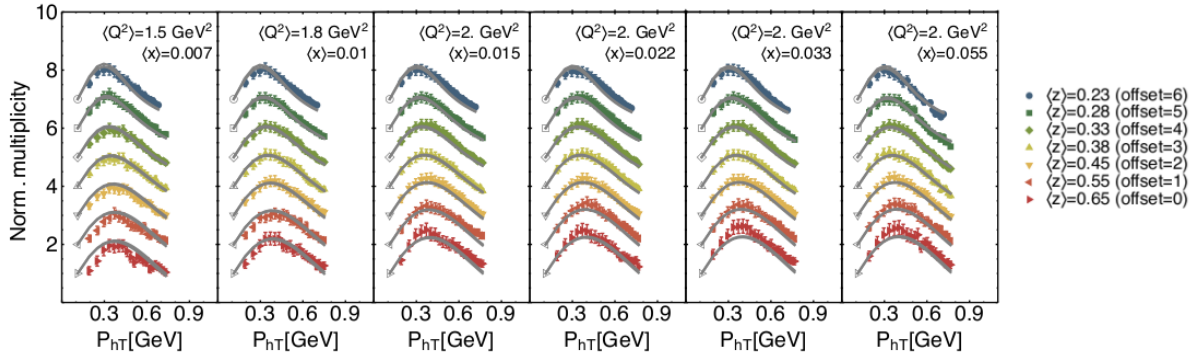 ⟨Q²⟩=1.5 GeV²
⟨x⟩=0.007
⟨Q²⟩=1.8 GeV²
⟨x⟩=0.01
⟨Q²⟩=2. GeV²
⟨x⟩=0.015
⟨Q²⟩=2. GeV²
⟨x⟩=0.022
⟨Q²⟩=2. GeV²
⟨x⟩=0.033
⟨Q²⟩=2. GeV²
⟨x⟩=0.055
Norm. multiplicity
10
8
6
4
2
0.3 0.6 0.9 0.3 0.6 0.9 0.3 0.6 0.9 0.3 0.6 0.9 0.3 0.6 0.9 0.3 0.6 0.9
PhT[GeV] PhT[GeV] PhT[GeV] PhT[GeV] PhT[GeV] PhT[GeV]
⟨z⟩=0.23 (offset=6)
⟨z⟩=0.28 (offset=5)
⟨z⟩=0.33 (offset=4)
⟨z⟩=0.38 (offset=3)
⟨z⟩=0.45 (offset=2)
⟨z⟩=0.55 (offset=1)
⟨z⟩=0.65 (offset=0)